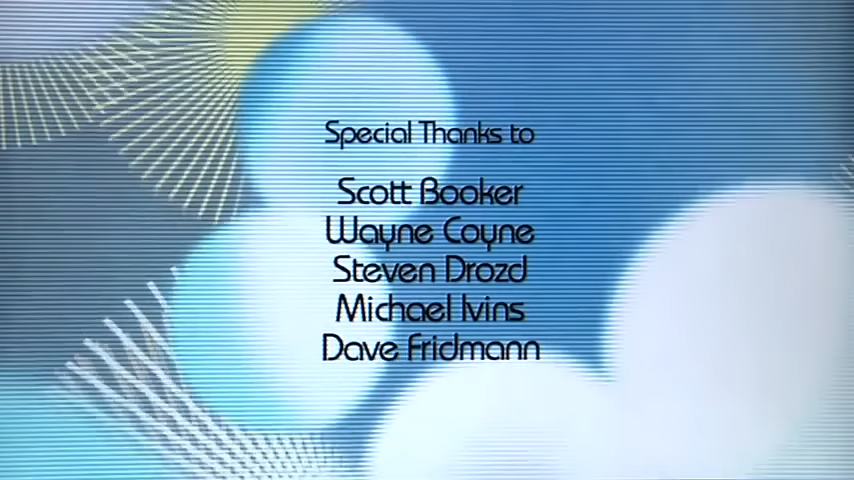 Special Thanks to
Scott Booker
Wayne Coyne
Steven Drozd
Michael Ivins
Dave Fridmann